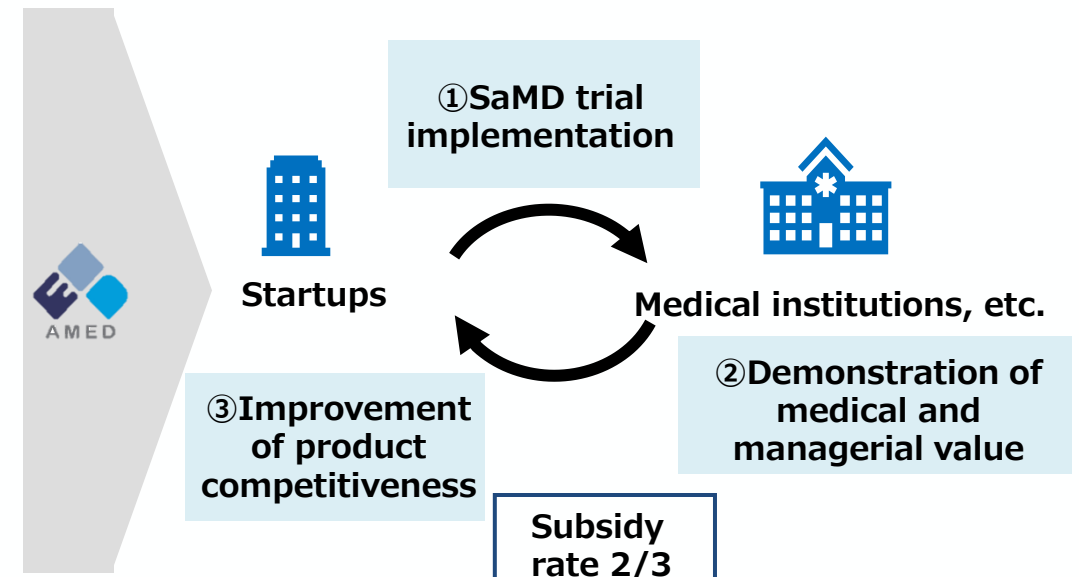 ①SaMD trial
implementation
AMED
Startups
Medical institutions, etc.
②Demonstration of
medical and
managerial value
③Improvement
of product
competitiveness
Subsidy
rate 2/3